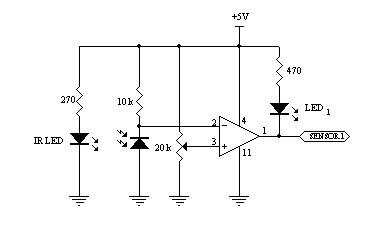 +5V
470
270
10k
LED 1
2
4
1
SENSOR1
IR LED
20k
3
11